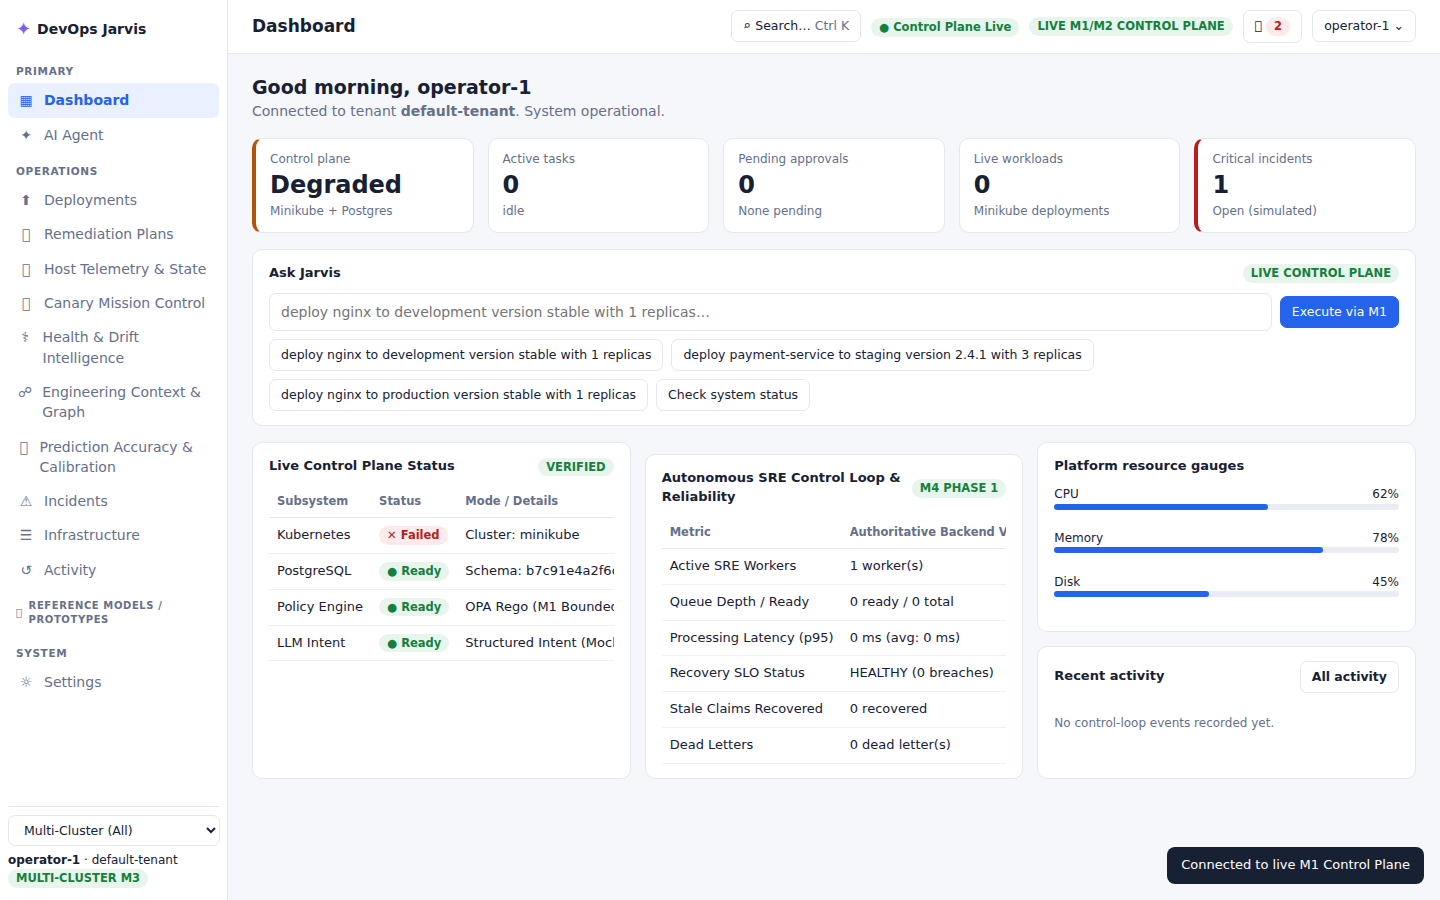 DevOps Jarvis
PRIMARY
Dashboard
AI Agent
OPERATIONS
Deployments
Remediation Plans
Host Telemetry & State
Canary Mission Control
Health & Drift
Intelligence
Engineering Context &
Graph
Prediction Accuracy &
Calibration
Incidents
Infrastructure
Activity
REFERENCE MODELS /
PROTOTYPES
SYSTEM
Settings
Multi-Cluster (All)
operator-1 · default-tenant
MULTI-CLUSTER M3
Dashboard
Search... Ctrl K
● Control Plane Live
LIVE M1/M2 CONTROL PLANE
2
operator-1
Good morning, operator-1
Connected to tenant default-tenant. System operational.
Control plane
Degraded
Minikube + Postgres
Active tasks
0
idle
Pending approvals
0
None pending
Live workloads
0
Minikube deployments
Critical incidents
1
Open (simulated)
Ask Jarvis
LIVE CONTROL PLANE
deploy nginx to development version stable with 1 replicas...
Execute via M1
deploy nginx to development version stable with 1 replicas
deploy payment-service to staging version 2.4.1 with 3 replicas
deploy nginx to production version stable with 1 replicas
Check system status
Live Control Plane Status
VERIFIED
Subsystem Status Mode / Details
Kubernetes ✕ Failed Cluster: minikube
PostgreSQL ● Ready Schema: b7c91e4a2f6
Policy Engine ● Ready OPA Rego (M1 Bounded
LLM Intent ● Ready Structured Intent (Moc
Autonomous SRE Control Loop &
Reliability
M4 PHASE 1
Metric Authoritative Backend V
Active SRE Workers 1 worker(s)
Queue Depth / Ready 0 ready / 0 total
Processing Latency (p95) 0 ms (avg: 0 ms)
Recovery SLO Status HEALTHY (0 breaches)
Stale Claims Recovered 0 recovered
Dead Letters 0 dead letter(s)
Platform resource gauges
CPU 62%
Memory 78%
Disk 45%
Recent activity
All activity
No control-loop events recorded yet.
Connected to live M1 Control Plane